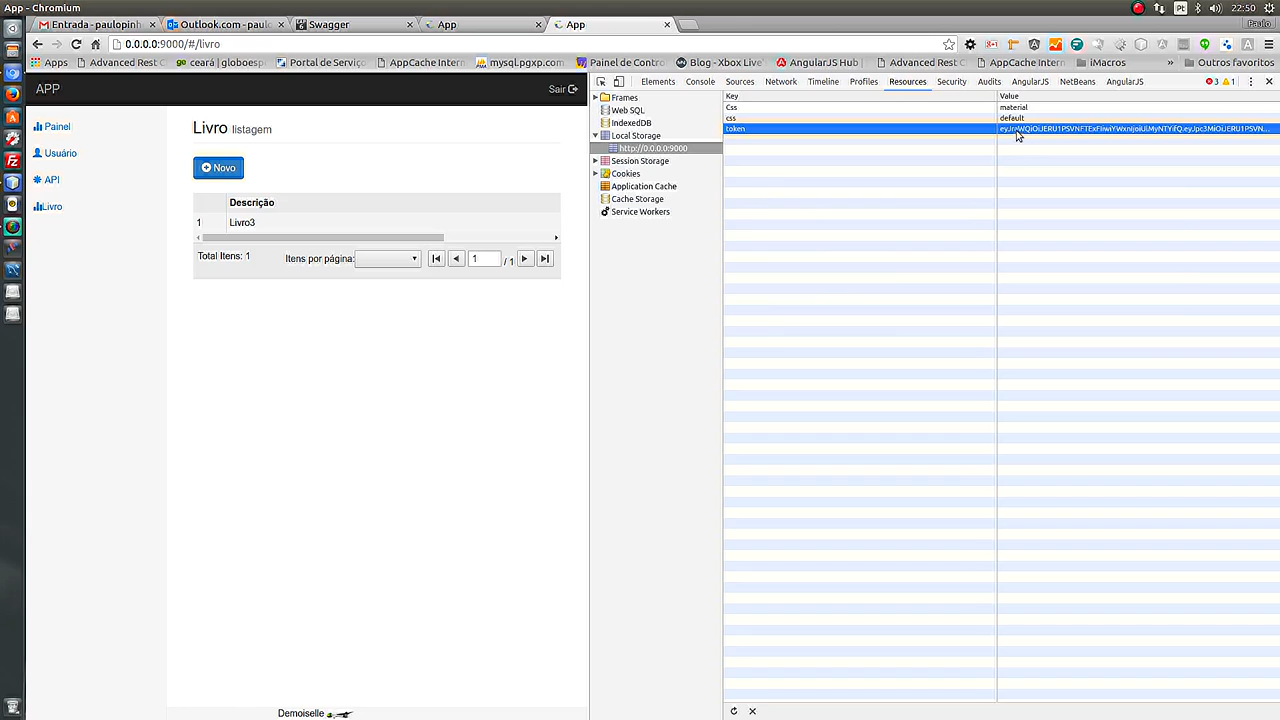 App - Chromium
Pt
22:50
Entrada - paulopinh
Outlook.com - paulo
Swagger
App
App
Paulo
0.0.0.0:9000/#/livro
Apps
Advanced Rest C
ceará | globoesp
Portal de Serviç
AppCache Inter
mysql.pgxp.com
Painel de Contro
Blog - Xbox Live'
AngularJS Hub |
Advanced Rest C
AppCache Intern
iMacros
»
Outros favoritos
APP
Sair
Painel
Usuário
API
Livro
Livro listagem
Novo
Descrição
1 Livro3
Total Itens: 1
Itens por página:
1 / 1
Demoiselle
Elements Console Sources Network Timeline Profiles Resources Security Audits AngularJS NetBeans AngularJS
3 1
Frames
Web SQL
IndexedDB
Local Storage
http://0.0.0.0:9000
Session Storage
Cookies
Application Cache
Cache Storage
Service Workers
Key Value
Css material
css default
token